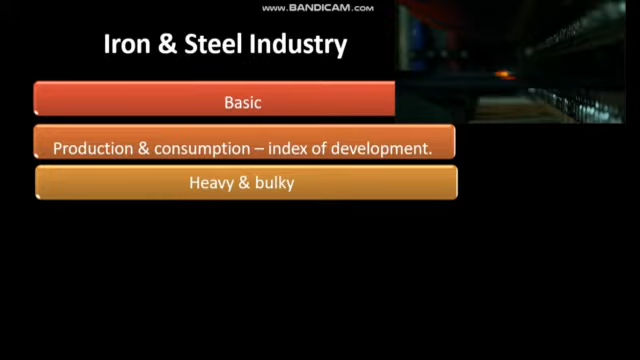 www.BANDICAM.com
Iron & Steel Industry
Basic
Production & consumption – index of development.
Heavy & bulky